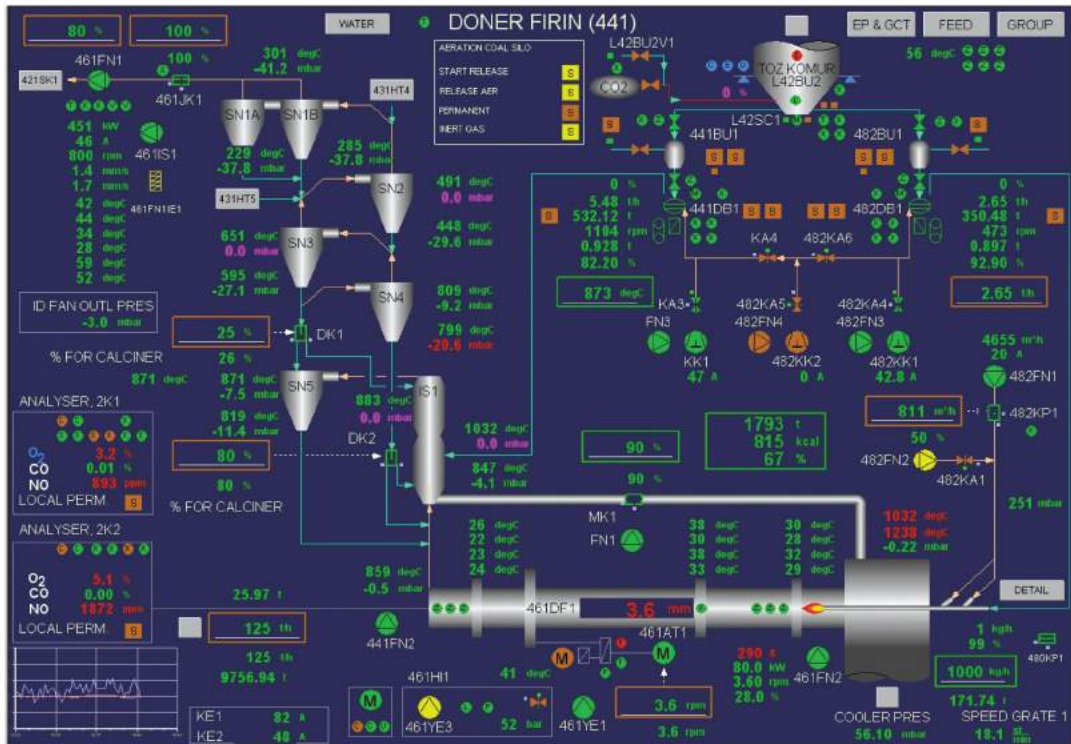 DONER FIRIN (441)
WATER
EP & GCT
FEED
GROUP
80 %
100 %
461FN1
100 %
421SK1
461JK1
301 degC
-41.2 mbar
AERATION COAL SILO
START RELEASE S
RELEASE AER S
PERMANENT S
INERT GAS S
L42BU2V1
CO2
TOZ KOMUR
L42BU2
0 %
L42SC1
56 degC
431HT4
SN1A
SN1B
451 kW
46 A
800 rpm
1.4 mm/s
1.7 mm/s
42 degC
44 degC
34 degC
28 degC
59 degC
52 degC
461IS1
461FN1IE1
229 degC
-37.8 mbar
285 degC
-37.8 mbar
431HT5
SN2
491 degC
0.0 mbar
448 degC
-29.6 mbar
SN3
651 degC
0.0 mbar
595 degC
-27.1 mbar
SN4
809 degC
-9.2 mbar
799 degC
-20.6 mbar
441BU1
482BU1
0 %
5.48 t/h
532.12 t
1104 rpm
0.928 t
82.20 %
441DB1
482DB1
0 %
2.65 t/h
350.48 t
473 rpm
0.897 t
92.90 %
KA4
482KA6
873 degC
2.65 t/h
KA3
FN3
KK1
47 A
482KA5
482FN4
482KK2
0 A
482KA4
482FN3
482KK1
42.8 A
4655 m³h
20 A
482FN1
ID FAN OUTL PRES
-3.0 mbar
25 %
DK1
% FOR CALCINER
26 %
871 degC
871 degC
-7.5 mbar
SN5
819 degC
-11.4 mbar
IS1
883 degC
0.0 mbar
DK2
1032 degC
0.0 mbar
847 degC
-4.1 mbar
80 %
80 %
% FOR CALCINER
90 %
90 %
MK1
FN1
1793 t
815 kcal
67 %
811 m³/h
50 %
482KP1
482FN2
482KA1
251 mbar
ANALYSER, 2K1
O2 3.2 %
CO 0.01 %
NO 893 ppm
LOCAL PERM. S
ANALYSER, 2K2
O2 5.1 %
CO 0.00 %
NO 1872 ppm
LOCAL PERM. S
26 degC
22 degC
23 degC
24 degC
38 degC
30 degC
38 degC
33 degC
30 degC
28 degC
32 degC
29 degC
1032 degC
1238 degC
-0.22 mbar
859 degC
-0.5 mbar
461DF1
3.6 mm
DETAIL
25.97 t
125 t/h
125 t/h
9756.94 t
441FN2
461AT1
M
M
M
290 s
80.0 kW
3.60 rpm
28.0 %
461FN2
1 kg/h
99 %
1000 kg/h
171.74 t
480KP1
461HI1
41 degC
461YE3
52 bar
461YE1
3.6 rpm
3.6 rpm
KE1 82 A
KE2 48 A
COOLER PRES
56.10 mbar
SPEED GRATE 1
18.1 st/min